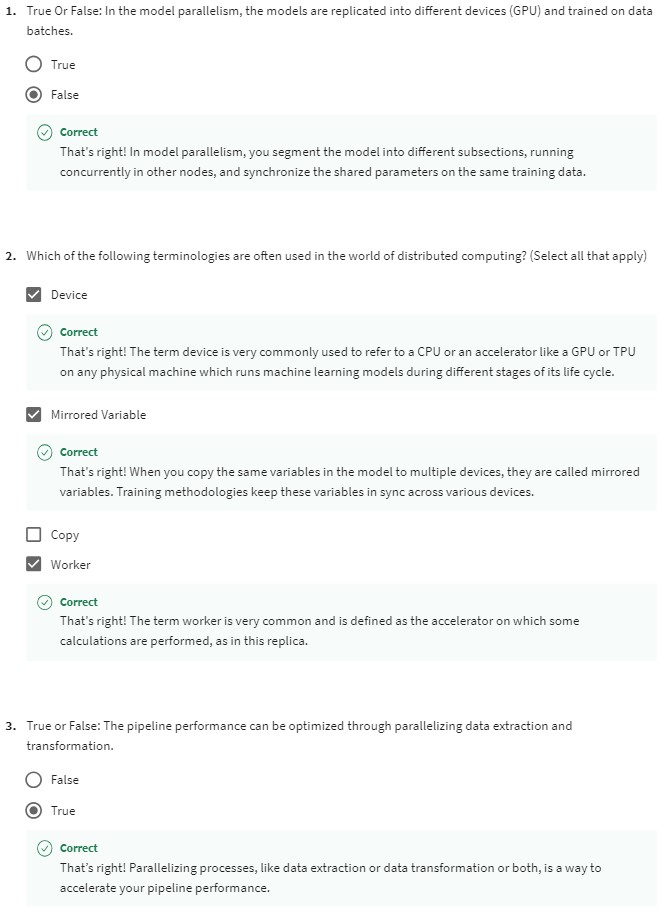 1. True Or False: In the model parallelism, the models are replicated into different devices (GPU) and trained on data
batches.
True
False
Correct
That's right! In model parallelism, you segment the model into different subsections, running
concurrently in other nodes, and synchronize the shared parameters on the same training data.
2. Which of the following terminologies are often used in the world of distributed computing? (Select all that apply)
Device
Correct
That's right! The term device is very commonly used to refer to a CPU or an accelerator like a GPU or TPU
on any physical machine which runs machine learning models during different stages of its life cycle.
Mirrored Variable
Correct
That's right! When you copy the same variables in the model to multiple devices, they are called mirrored
variables. Training methodologies keep these variables in sync across various devices.
Copy
Worker
Correct
That's right! The term worker is very common and is defined as the accelerator on which some
calculations are performed, as in this replica.
3. True or False: The pipeline performance can be optimized through parallelizing data extraction and
transformation.
False
True
Correct
That’s right! Parallelizing processes, like data extraction or data transformation or both, is a way to
accelerate your pipeline performance.